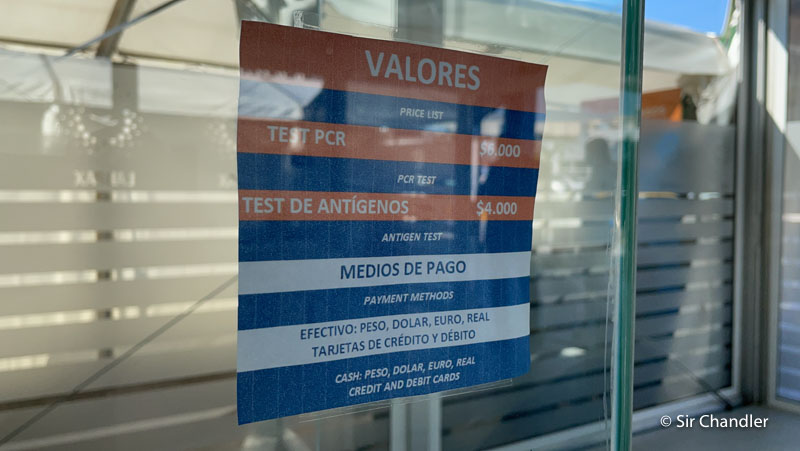 VALORES
PRICE LIST
TEST PCR $6.000
PCR TEST
TEST DE ANTÍGENOS $4.000
ANTIGEN TEST
MEDIOS DE PAGO
PAYMENT METHODS
EFECTIVO: PESO, DOLAR, EURO, REAL
TARJETAS DE CRÉDITO Y DÉBITO
CASH: PESO, DOLAR, EURO, REAL
CREDIT AND DEBIT CARDS
© Sir Chandler